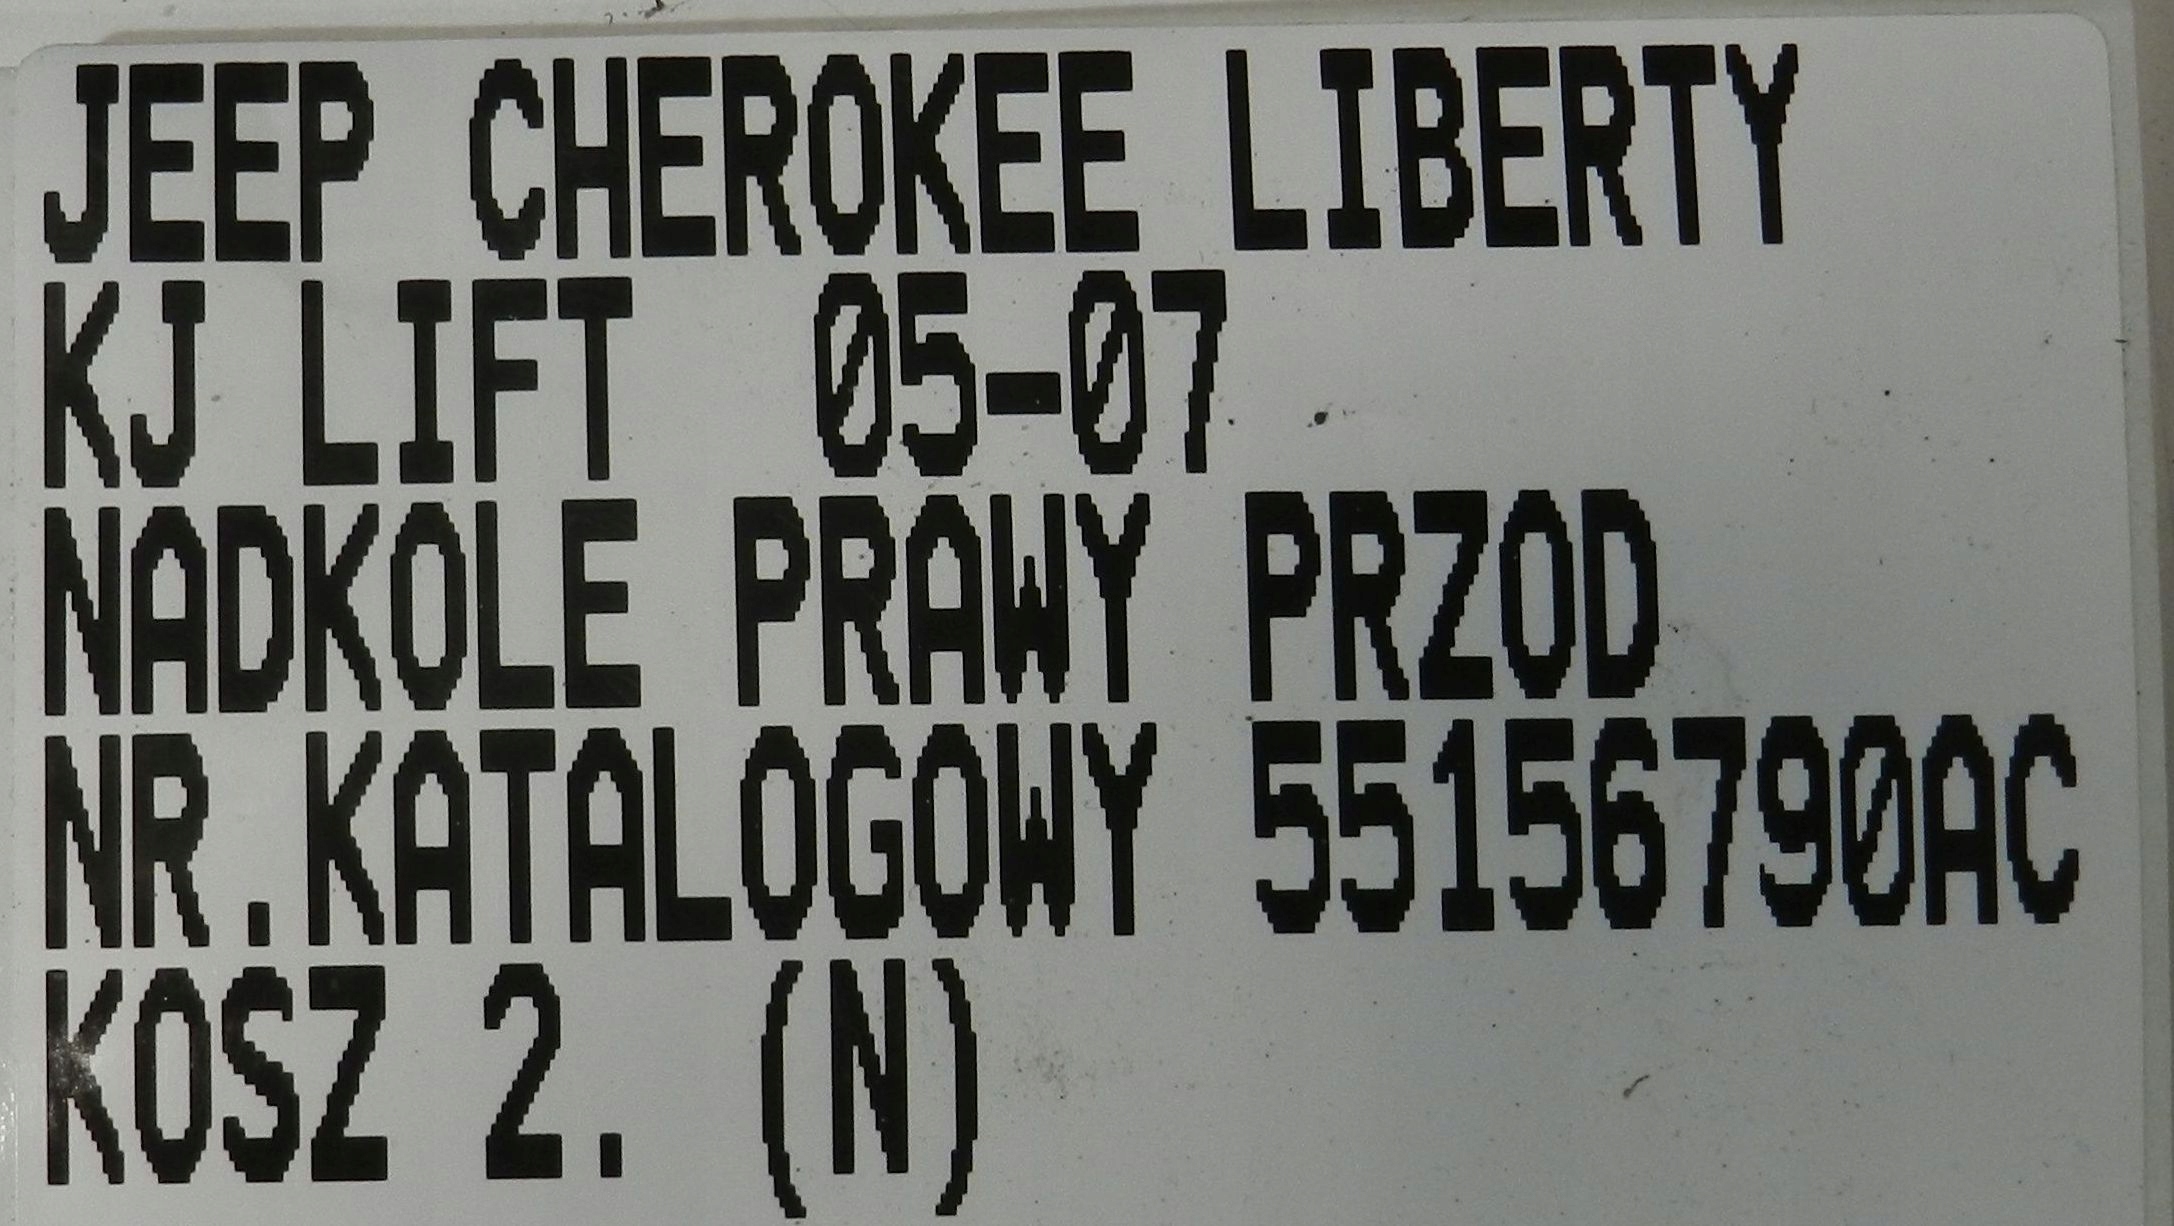 JEEP CHEROKEE LIBERTY
KJ LIFT 05-07
NADKOLE PRAWY PRZOD
NR.KATALOGOWY 55156790AC
KOSZ 2. (N)